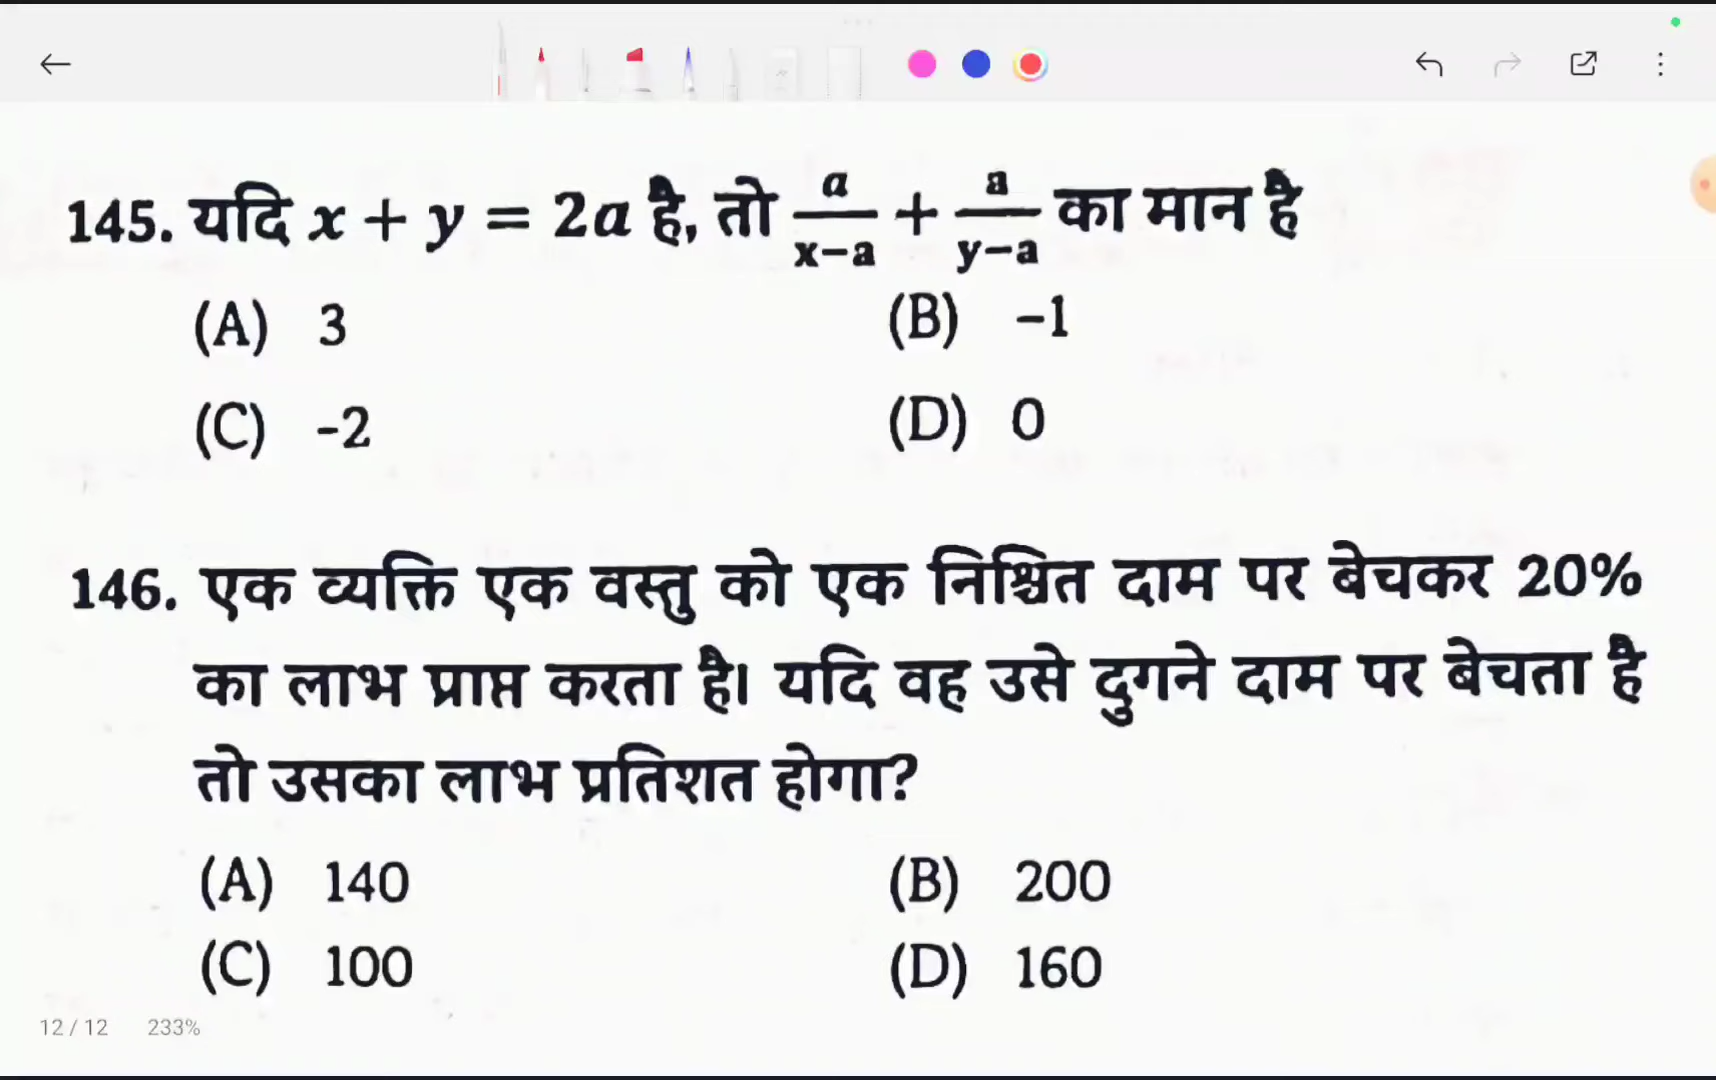 145. यदि x + y = 2a है, तो a/x-a + a/y-a का मान है
(A) 3 (B) -1
(C) -2 (D) 0
146. एक व्यक्ति एक वस्तु को एक निश्चित दाम पर बेचकर 20%
का लाभ प्राप्त करता है। यदि वह उसे दुगने दाम पर बेचता है
तो उसका लाभ प्रतिशत होगा?
(A) 140 (B) 200
(C) 100 (D) 160
12 / 12 233%